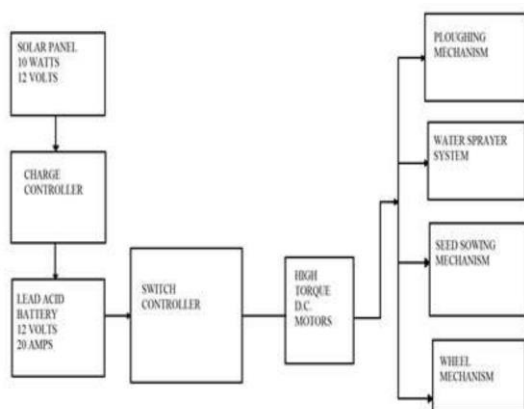 SOLAR PANEL
10 WATTS
12 VOLTS
CHARGE
CONTROLLER
LEAD ACID
BATTERY
12 VOLTS
20 AMPS
SWITCH
CONTROLLER
HIGH
TORQUE
D.C.
MOTORS
PLOUGHING
MECHANISM
WATER SPRAYER
SYSTEM
SEED SOWING
MECHANISM
WHEEL
MECHANISM